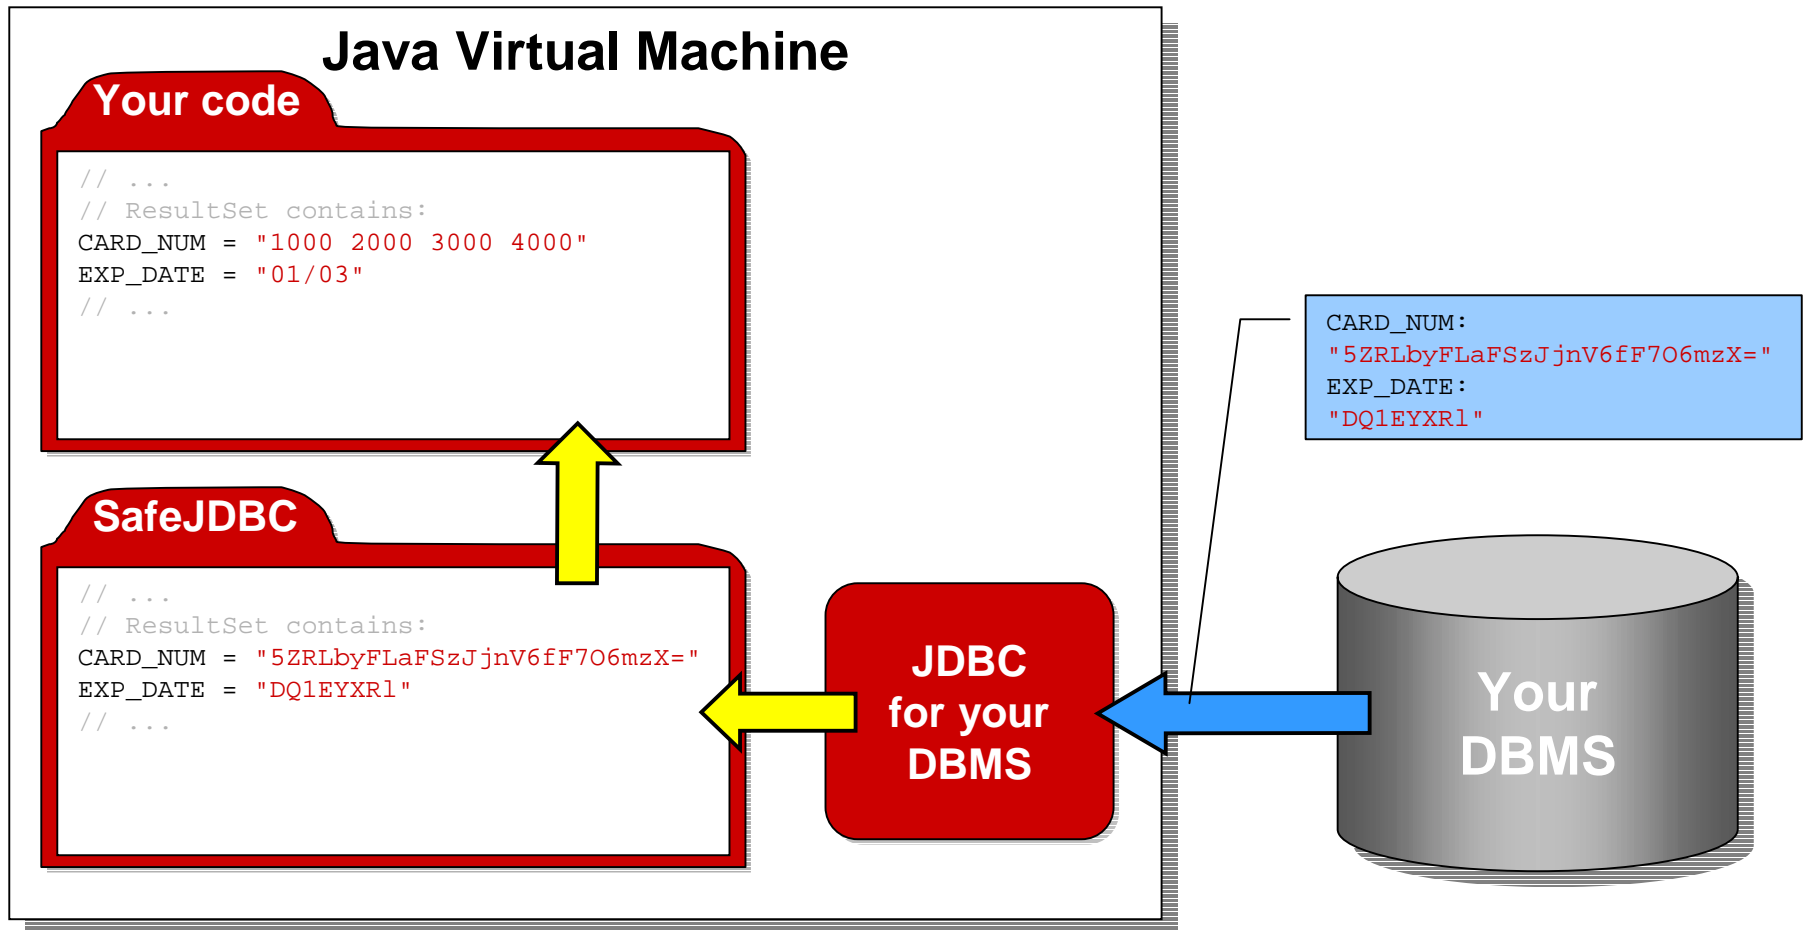 Java Virtual Machine
Your code
// ...
// ResultSet contains:
CARD_NUM = "1000 2000 3000 4000"
EXP_DATE = "01/03"
// ...
SafeJDBC
// ...
// ResultSet contains:
CARD_NUM = "5ZRLbyFLaFSzJjnV6fF7O6mzX="
EXP_DATE = "DQ1EYXRl"
// ...
JDBC
for your
DBMS
CARD_NUM:
"5ZRLbyFLaFSzJjnV6fF7O6mzX="
EXP_DATE:
"DQ1EYXRl"
Your
DBMS